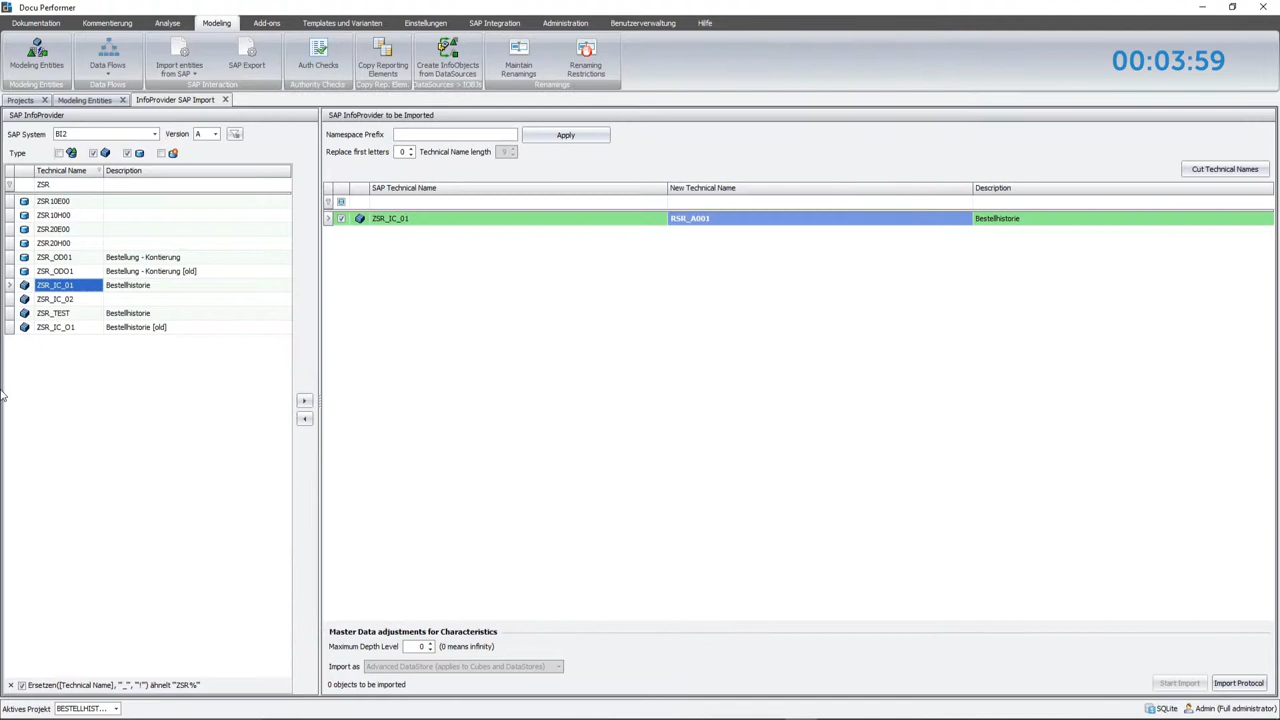 Docu Performer
Dokumentation Kommentierung Analyse Modeling Add-ons Templates und Varianten Einstellungen SAP Integration Administration Benutzerverwaltung Hilfe
Modeling Entities Data Flows Import entities from SAP SAP Export Auth Checks Copy Reporting Elements Create InfoObjects from DataSources Maintain Renamings Renaming Restrictions
00:03:59
Modeling Entities Data Flows SAP Interaction Authority Checks Copy Rep. Elem. DataSources > IOBJs Renamings
Projects Modeling Entities InfoProvider SAP Import
SAP InfoProvider
SAP System BI2 Version A
Type
Technical Name Description
ZSR
ZSR10E00
ZSR10H00
ZSR20E00
ZSR20H00
ZSR_OD01 Bestellung - Kontierung
ZSR_ODO1 Bestellung - Kontierung [old]
ZSR_IC_01 Bestellhistorie
ZSR_IC_02
ZSR_TEST Bestellhistorie
ZSR_IC_O1 Bestellhistorie [old]
Ersetzen([Technical Name], "_", "!") ähnelt "ZSR%"
SAP InfoProvider to be Imported
Namespace Prefix Apply
Replace first letters 0 Technical Name length 9
Cut Technical Names
SAP Technical Name New Technical Name Description
ZSR_IC_01 RSR_A001 Bestellhistorie
Master Data adjustments for Characteristics
Maximum Depth Level 0 (0 means infinity)
Import as Advanced DataStore (applies to Cubes and DataStores)
0 objects to be imported Start Import Import Protocol
Aktives Projekt BESTELLHIST... SQLite Admin (Full administrator)